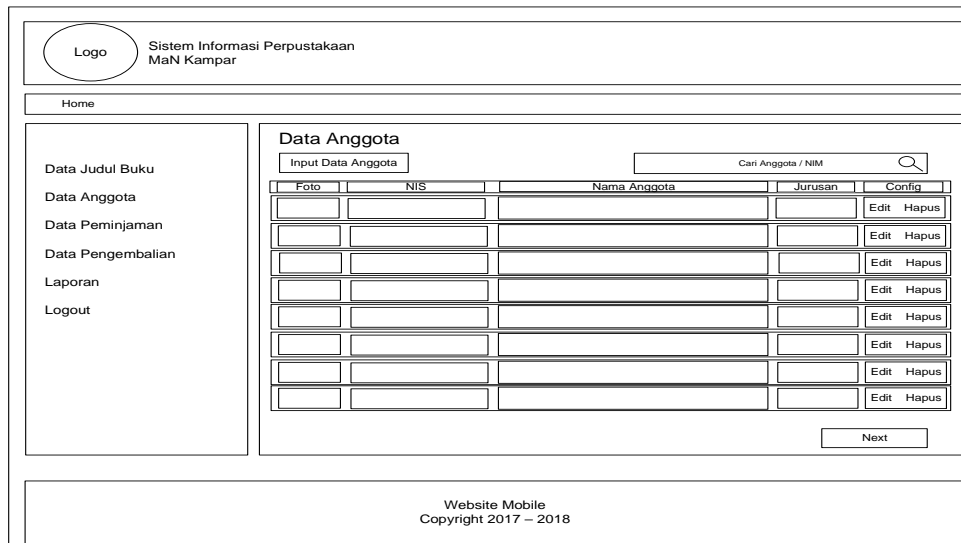 Logo
Sistem Informasi Perpustakaan
MaN Kampar
Home
Data Judul Buku
Data Anggota
Data Peminjaman
Data Pengembalian
Laporan
Logout
Data Anggota
Input Data Anggota
Cari Anggota / NIM
Foto NIS Nama Anggota Jurusan Config
Edit Hapus
Edit Hapus
Edit Hapus
Edit Hapus
Edit Hapus
Edit Hapus
Edit Hapus
Edit Hapus
Next
Website Mobile
Copyright 2017 – 2018